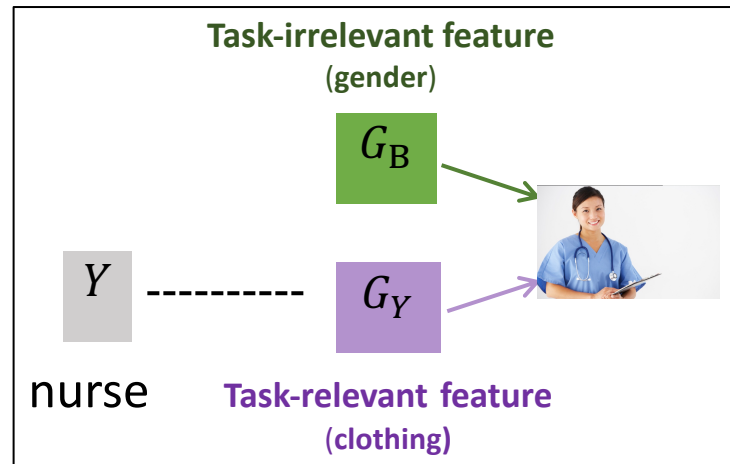 Task-irrelevant feature
(gender)
G_B
Y
G_Y
nurse
Task-relevant feature
(clothing)